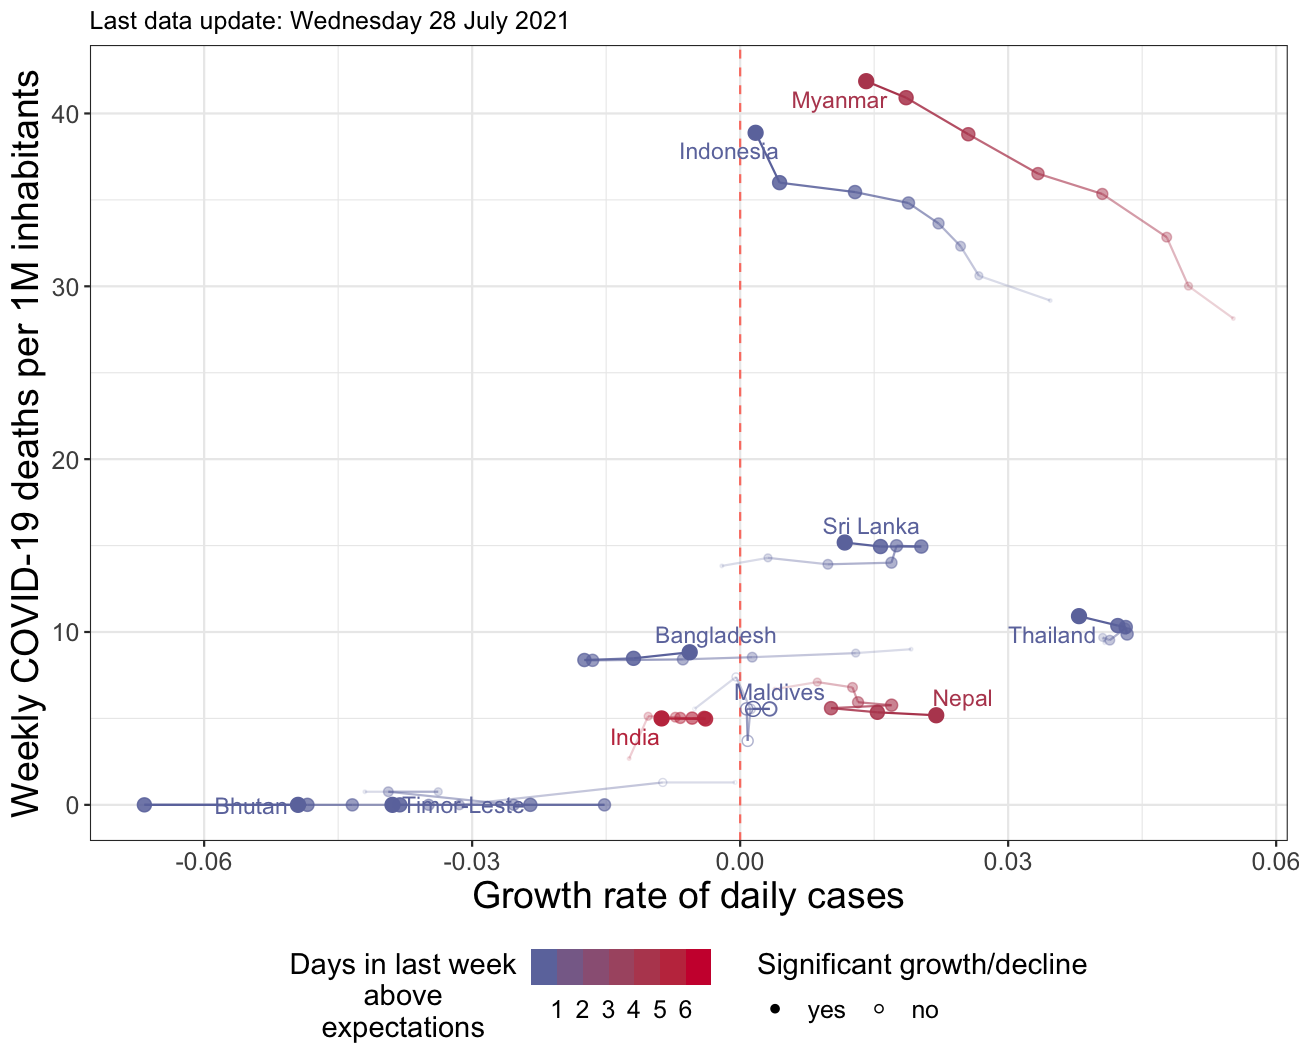 Last data update: Wednesday 28 July 2021
Weekly COVID-19 deaths per 1M inhabitants
40
30
20
10
0
Myanmar
Indonesia
Sri Lanka
Bangladesh
Thailand
Maldives
Nepal
India
Bhutan
Timor-Leste
-0.06
-0.03
0.00
0.03
0.06
Growth rate of daily cases
Days in last week
above
expectations
1 2 3 4 5 6
Significant growth/decline
yes
no